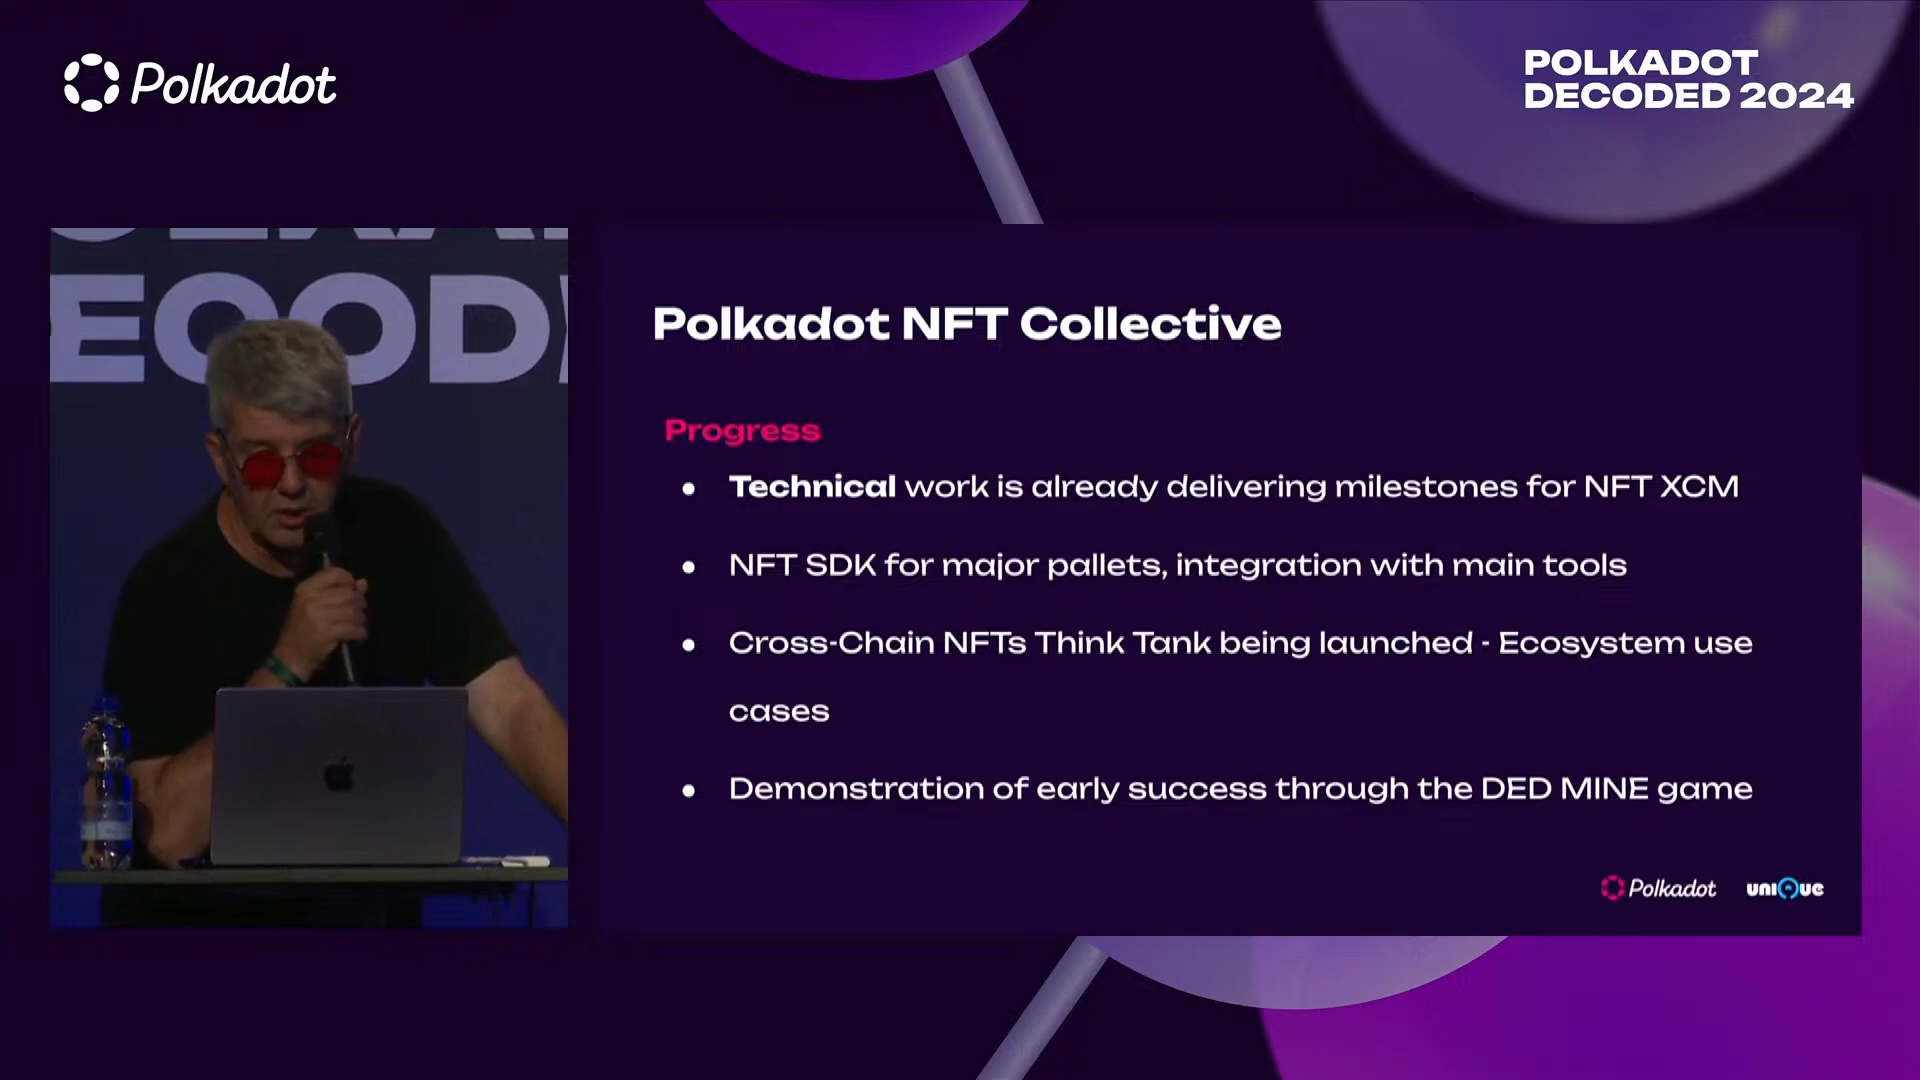 Polkadot
POLKADOT
DECODED 2024
ECOD
Polkadot NFT Collective
Progress
• Technical work is already delivering milestones for NFT XCM
• NFT SDK for major pallets, integration with main tools
• Cross-Chain NFTs Think Tank being launched - Ecosystem use
cases
• Demonstration of early success through the DED MINE game
Polkadot
uniQue